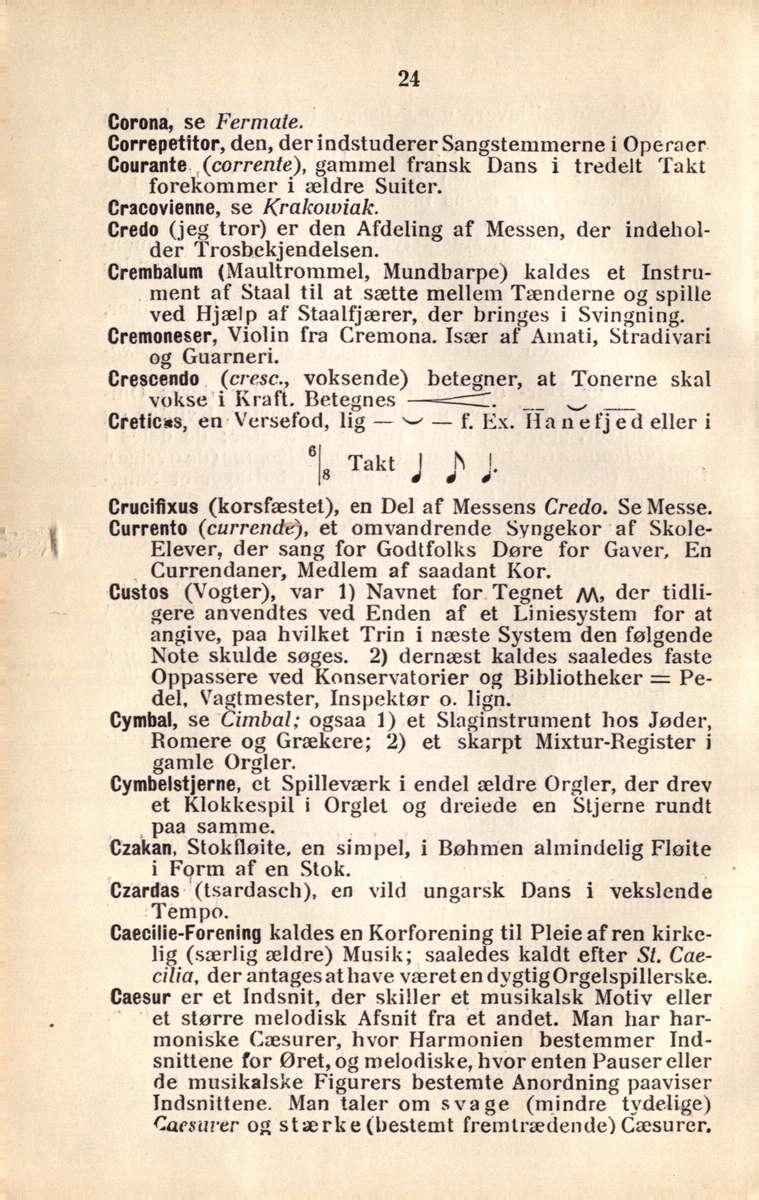 24
Corona, se Fermate.
Correpetitor, den, der indstuderer Sangstemmerne i Operaer
Courante (corrente), gammel fransk Dans i tredelt Takt
forekommer i ældre Suiter.
Cracovienne, se Krakowiak.
Credo (jeg tror) er den Afdeling af Messen, der indehol-
der Trosbekjendelsen.
Crembalum (Maultrommel, Mundharpe) kaldes et Instru-
ment af Staal til at sætte mellem Tænderne og spille
ved Hjælp af Staalfjærer, der bringes i Svingning.
Cremoneser, Violin fra Cremona. Især af Amati, Stradivari
og Guarneri.
Crescendo (cresc., voksende) betegner, at Tonerne skal
vokse i Kraft. Betegnes <.
Creticus, en Versefod, lig — ⏑ — f. Ex. Hanefjed eller i
6/8 Takt ♩ ♪ ♩.
Crucifixus (korsfæstet), en Del af Messens Credo. Se Messe.
Currento (currende), et omvandrende Syngekor af Skole-
Elever, der sang for Godtfolks Døre for Gaver. En
Currendaner, Medlem af saadant Kor.
Custos (Vogter), var 1) Navnet for Tegnet ʍ, der tidli-
gere anvendtes ved Enden af et Liniesystem for at
angive, paa hvilket Trin i næste System den følgende
Note skulde søges. 2) dernæst kaldes saaledes faste
Oppassere ved Konservatorier og Bibliotheker = Pe-
del, Vagtmester, Inspektør o. lign.
Cymbal, se Cimbal; ogsaa 1) et Slaginstrument hos Jøder,
Romere og Grækere; 2) et skarpt Mixtur-Register i
gamle Orgler.
Cymbelstjerne, et Spilleværk i endel ældre Orgler, der drev
et Klokkespil i Orglet og dreiede en Stjerne rundt
paa samme.
Czakan, Stokfløite, en simpel, i Bøhmen almindelig Fløite
i Form af en Stok.
Czardas (tsardasch), en vild ungarsk Dans i vekslende
Tempo.
Caecilie-Forening kaldes en Korforening til Pleie af ren kirke-
lig (særlig ældre) Musik; saaledes kaldt efter St. Cae-
cilia, der antages at have været en dygtig Orgelspillerske.
Caesur er et Indsnit, der skiller et musikalsk Motiv eller
et større melodisk Afsnit fra et andet. Man har har-
moniske Cæsurer, hvor Harmonien bestemmer Ind-
snittene for Øret, og melodiske, hvor enten Pauser eller
de musikalske Figurers bestemte Anordning paaviser
Indsnittene. Man taler om svage (mindre tydelige)
Caesurer og stærke (bestemt fremtrædende) Cæsurer.